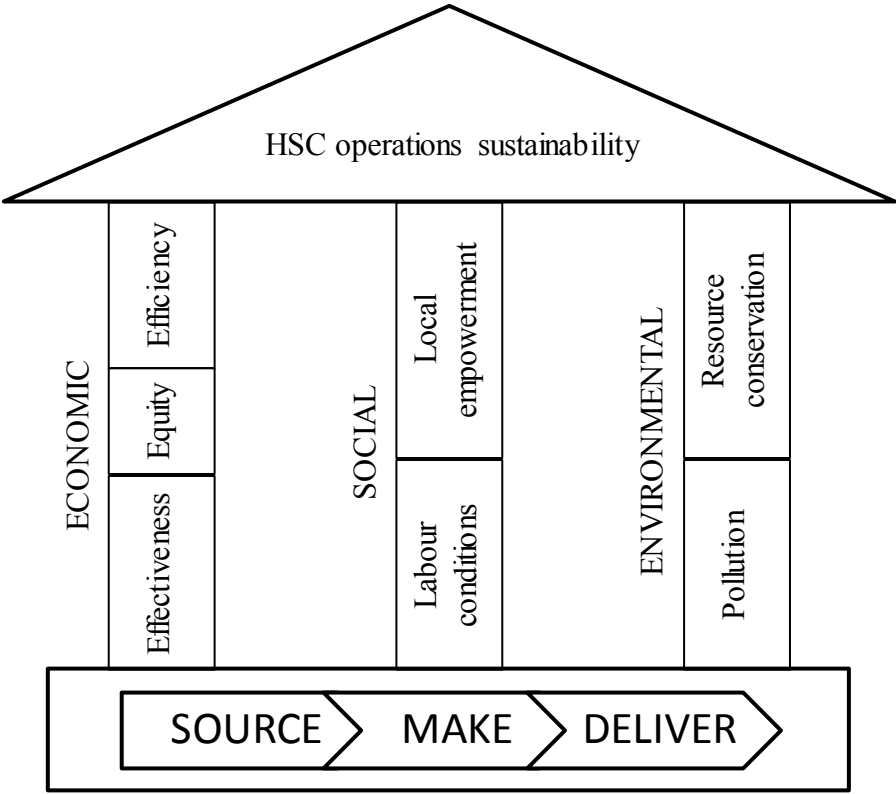 HSC operations sustainability
ECONOMIC
Efficiency
Equity
Effectiveness
SOCIAL
Local
empowerment
Labour
conditions
ENVIRONMENTAL
Resource
conservation
Pollution
SOURCE
MAKE
DELIVER